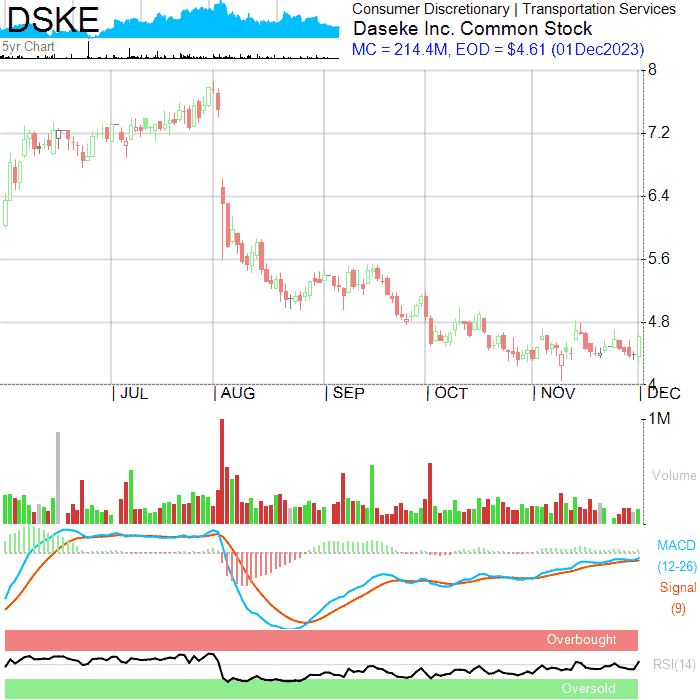 DSKE
Consumer Discretionary | Transportation Services
Daseke Inc. Common Stock
MC = 214.4M, EOD = $4.61 (01Dec2023)
5yr Chart
8
7.2
6.4
5.6
4.8
4
JUL AUG SEP OCT NOV DEC
1M
Volume
MACD
(12-26)
Signal
(9)
Overbought
RSI(14)
Oversold